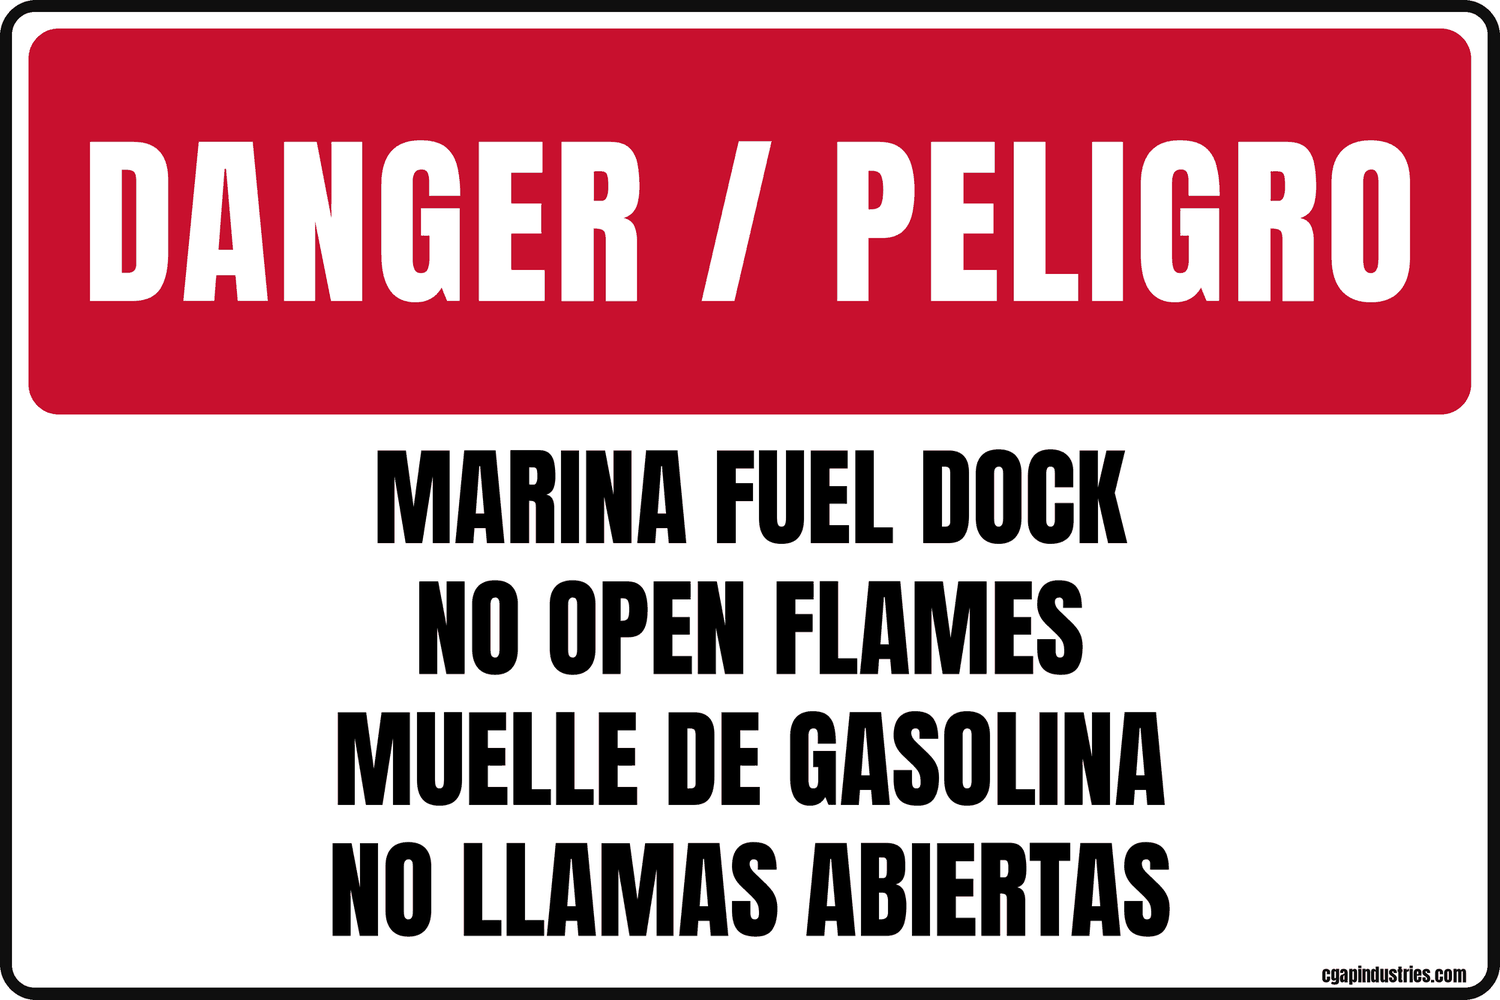 DANGER / PELIGRO
MARINA FUEL DOCK
NO OPEN FLAMES
MUELLE DE GASOLINA
NO LLAMAS ABIERTAS
cgapindustries.com